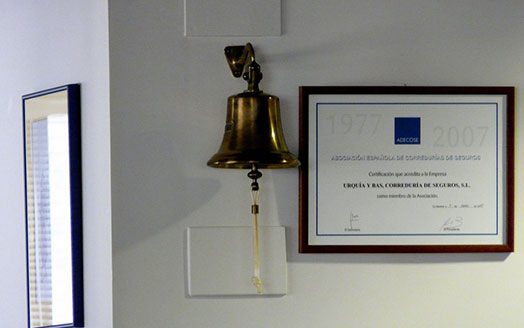 1977 2007
ADECOSE
ASOCIACIÓN ESPAÑOLA DE CORREDURÍAS DE SEGUROS
Certificación que acredita a la Empresa
URQUÍA Y BAS, CORREDURÍA DE SEGUROS, S.L.
como miembro de la Asociación.